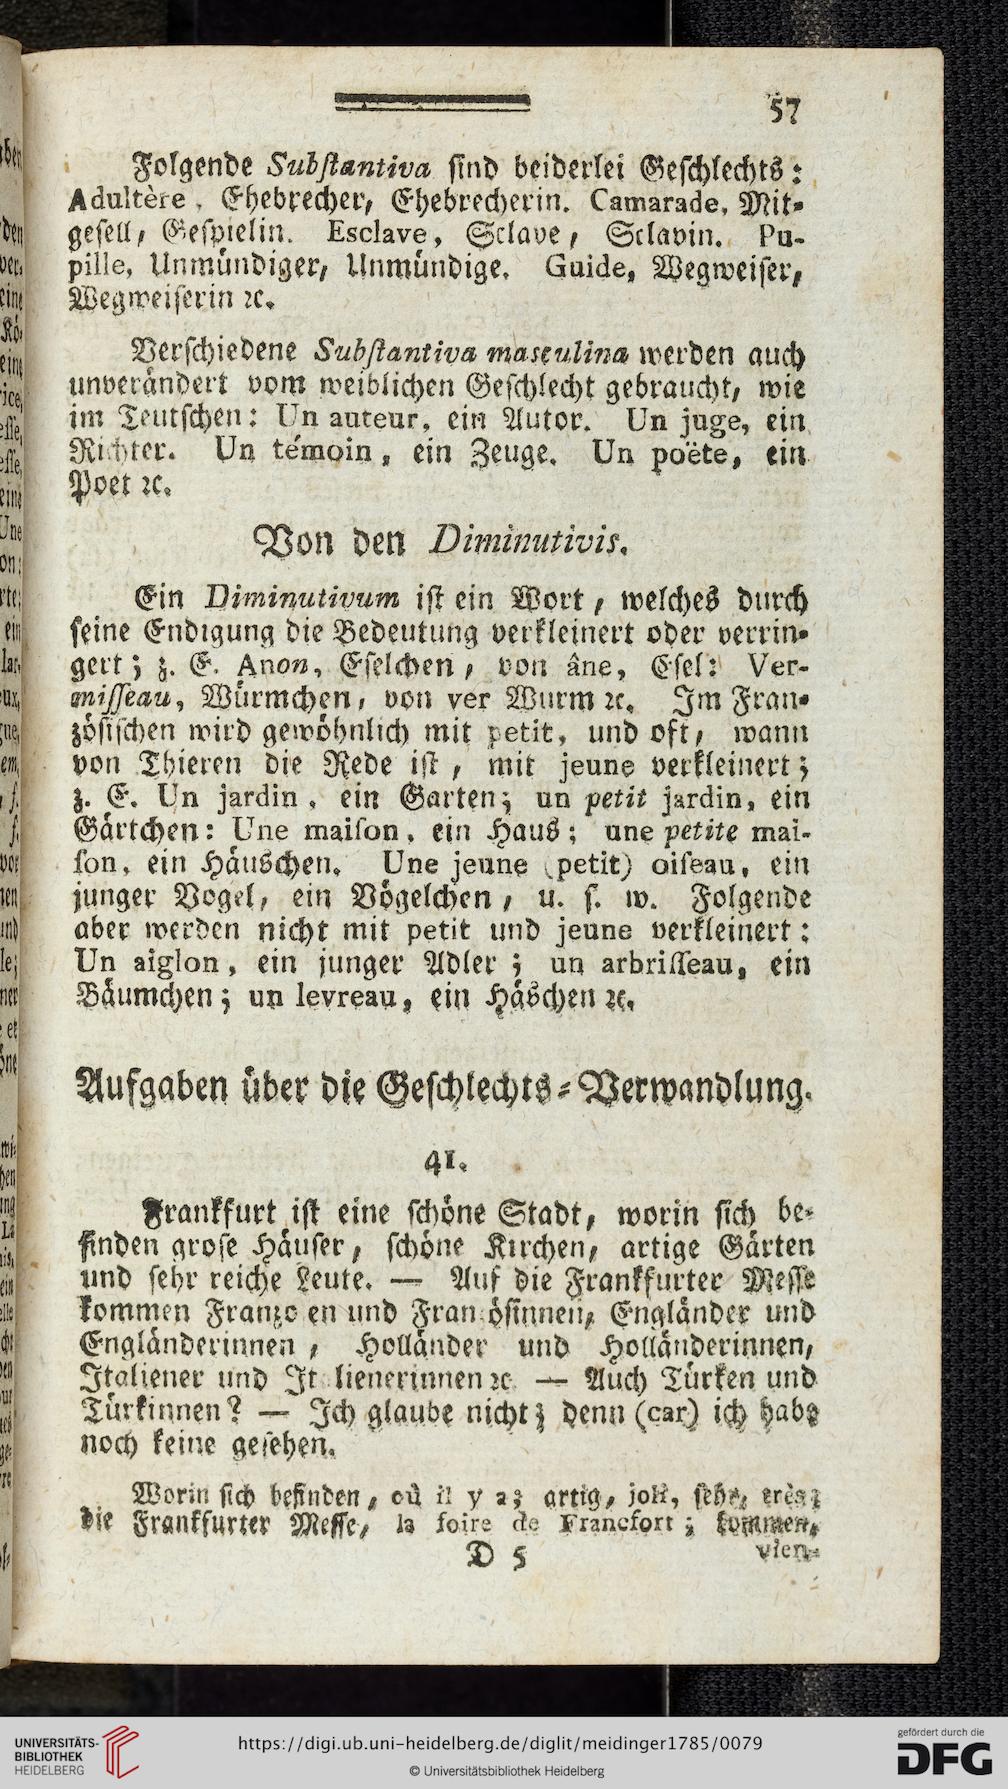 57
Folgende Subſtantiva ſind beiderlei Geſchlechts:
Adultère, Ehebrecher, Ehebrecherin. Camarade, Mit-
geſell, Geſpielin. Esclave, Sclave, Sclavin. Pu-
pille, Unmündiger, Unmündige. Guide, Wegweiſer,
Wegweiſerin ꝛc.
Verſchiedene Subſtantiva masculina werden auch
unverändert vom weiblichen Geſchlecht gebraucht, wie
im Teutſchen: Un auteur, ein Autor. Un juge, ein
Richter. Un témoin, ein Zeuge. Un poëte, ein
Poet ꝛc.
Von den Diminutivis.
Ein Diminutivum iſt ein Wort, welches durch
ſeine Endigung die Bedeutung verkleinert oder verrin-
gert; z. E. Anon, Eſelchen, von âne, Eſel: Ver-
miſſeau, Würmchen, von ver Wurm ꝛc. Im Fran-
zöſiſchen wird gewöhnlich mit petit, und oft, wann
von Thieren die Rede iſt, mit jeune verkleinert;
z. E. Un jardin, ein Garten; un petit jardin, ein
Gärtchen: Une maiſon, ein Haus; une petite mai-
ſon, ein Häuschen. Une jeune (petit) oiſeau, ein
junger Vogel, ein Vögelchen, u. ſ. w. Folgende
aber werden nicht mit petit und jeune verkleinert:
Un aiglon, ein junger Adler; un arbriſſeau, ein
Bäumchen; un levreau, ein Häschen ꝛc.
Aufgaben über die Geſchlechts-Verwandlung.
41.
Frankfurt iſt eine ſchöne Stadt, worin ſich be-
finden groſe Häuſer, ſchöne Kirchen, artige Gärten
und ſehr reiche Leute. — Auf die Frankfurter Meſſe
kommen Franzoſen und Franzöſinnen, Engländer und
Engländerinnen, Holländer und Holländerinnen,
Italiener und Italienerinnen ꝛc — Auch Türken und
Türkinnen? — Ich glaube nicht; denn (car) ich habe
noch keine geſehen.
Worin ſich befinden, où il y a; artig, joli, ſehr, très;
die Frankfurter Meſſe, la foire de Francfort; kommen,
D 5 vien-
UNIVERSITÄTS-
BIBLIOTHEK
HEIDELBERG
https://digi.ub.uni-heidelberg.de/diglit/meidinger1785/0079
© Universitätsbibliothek Heidelberg
gefördert durch die
DFG